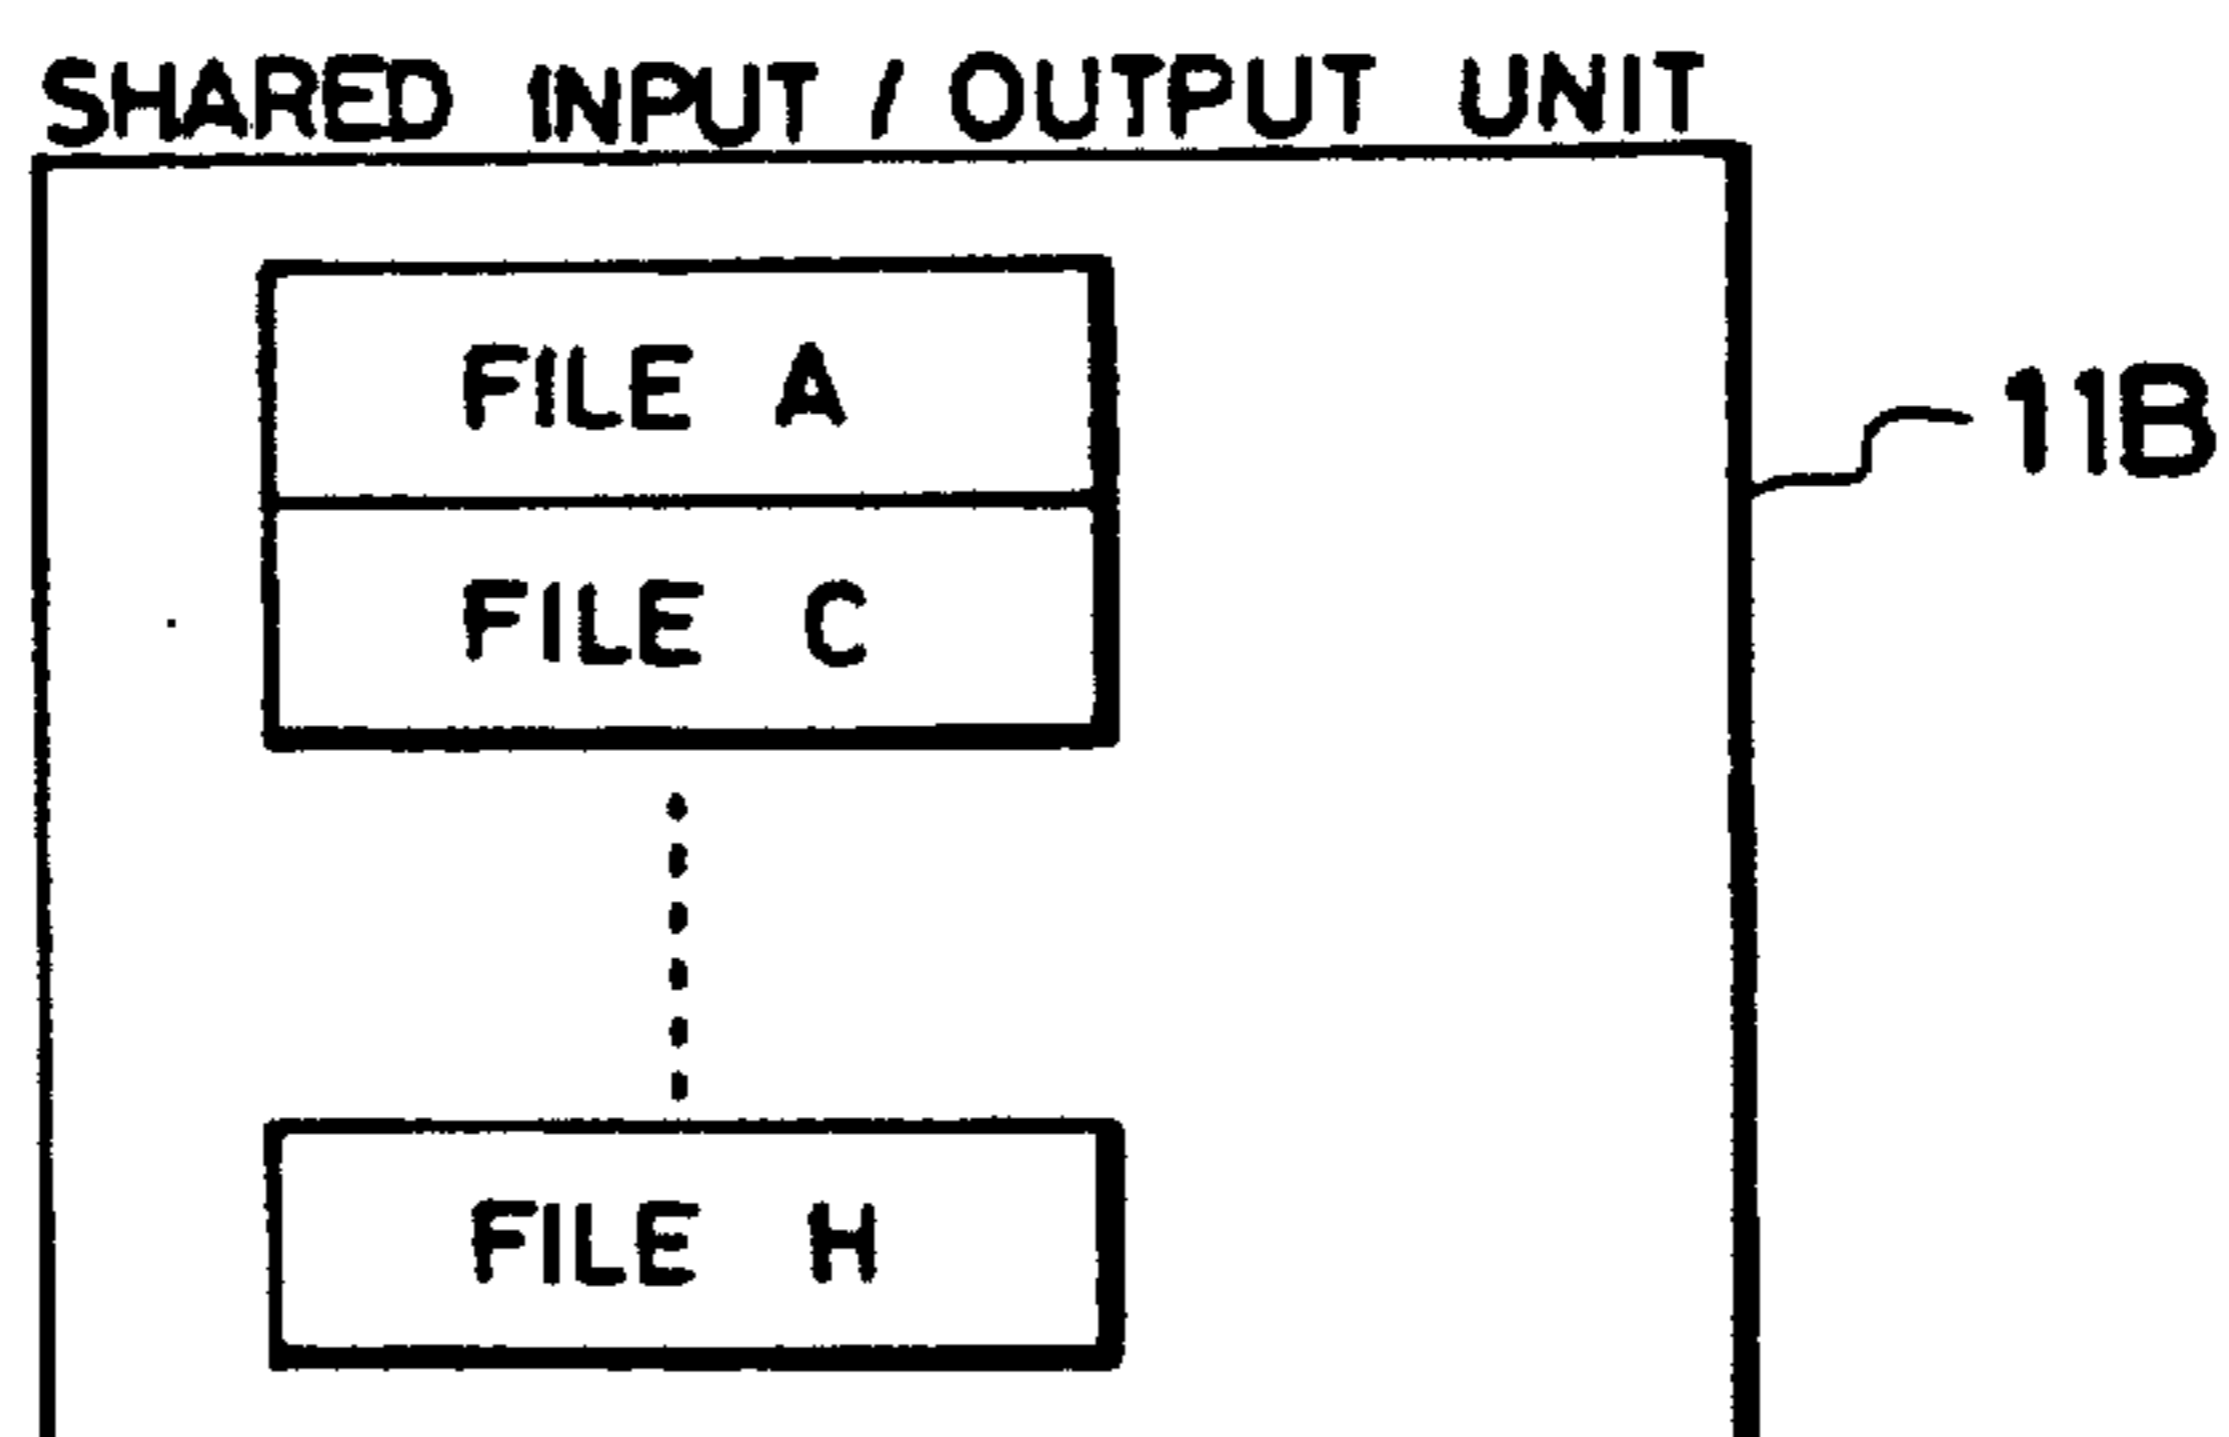 SHARED INPUT / OUTPUT UNIT
FILE A
11B
FILE C
FILE H